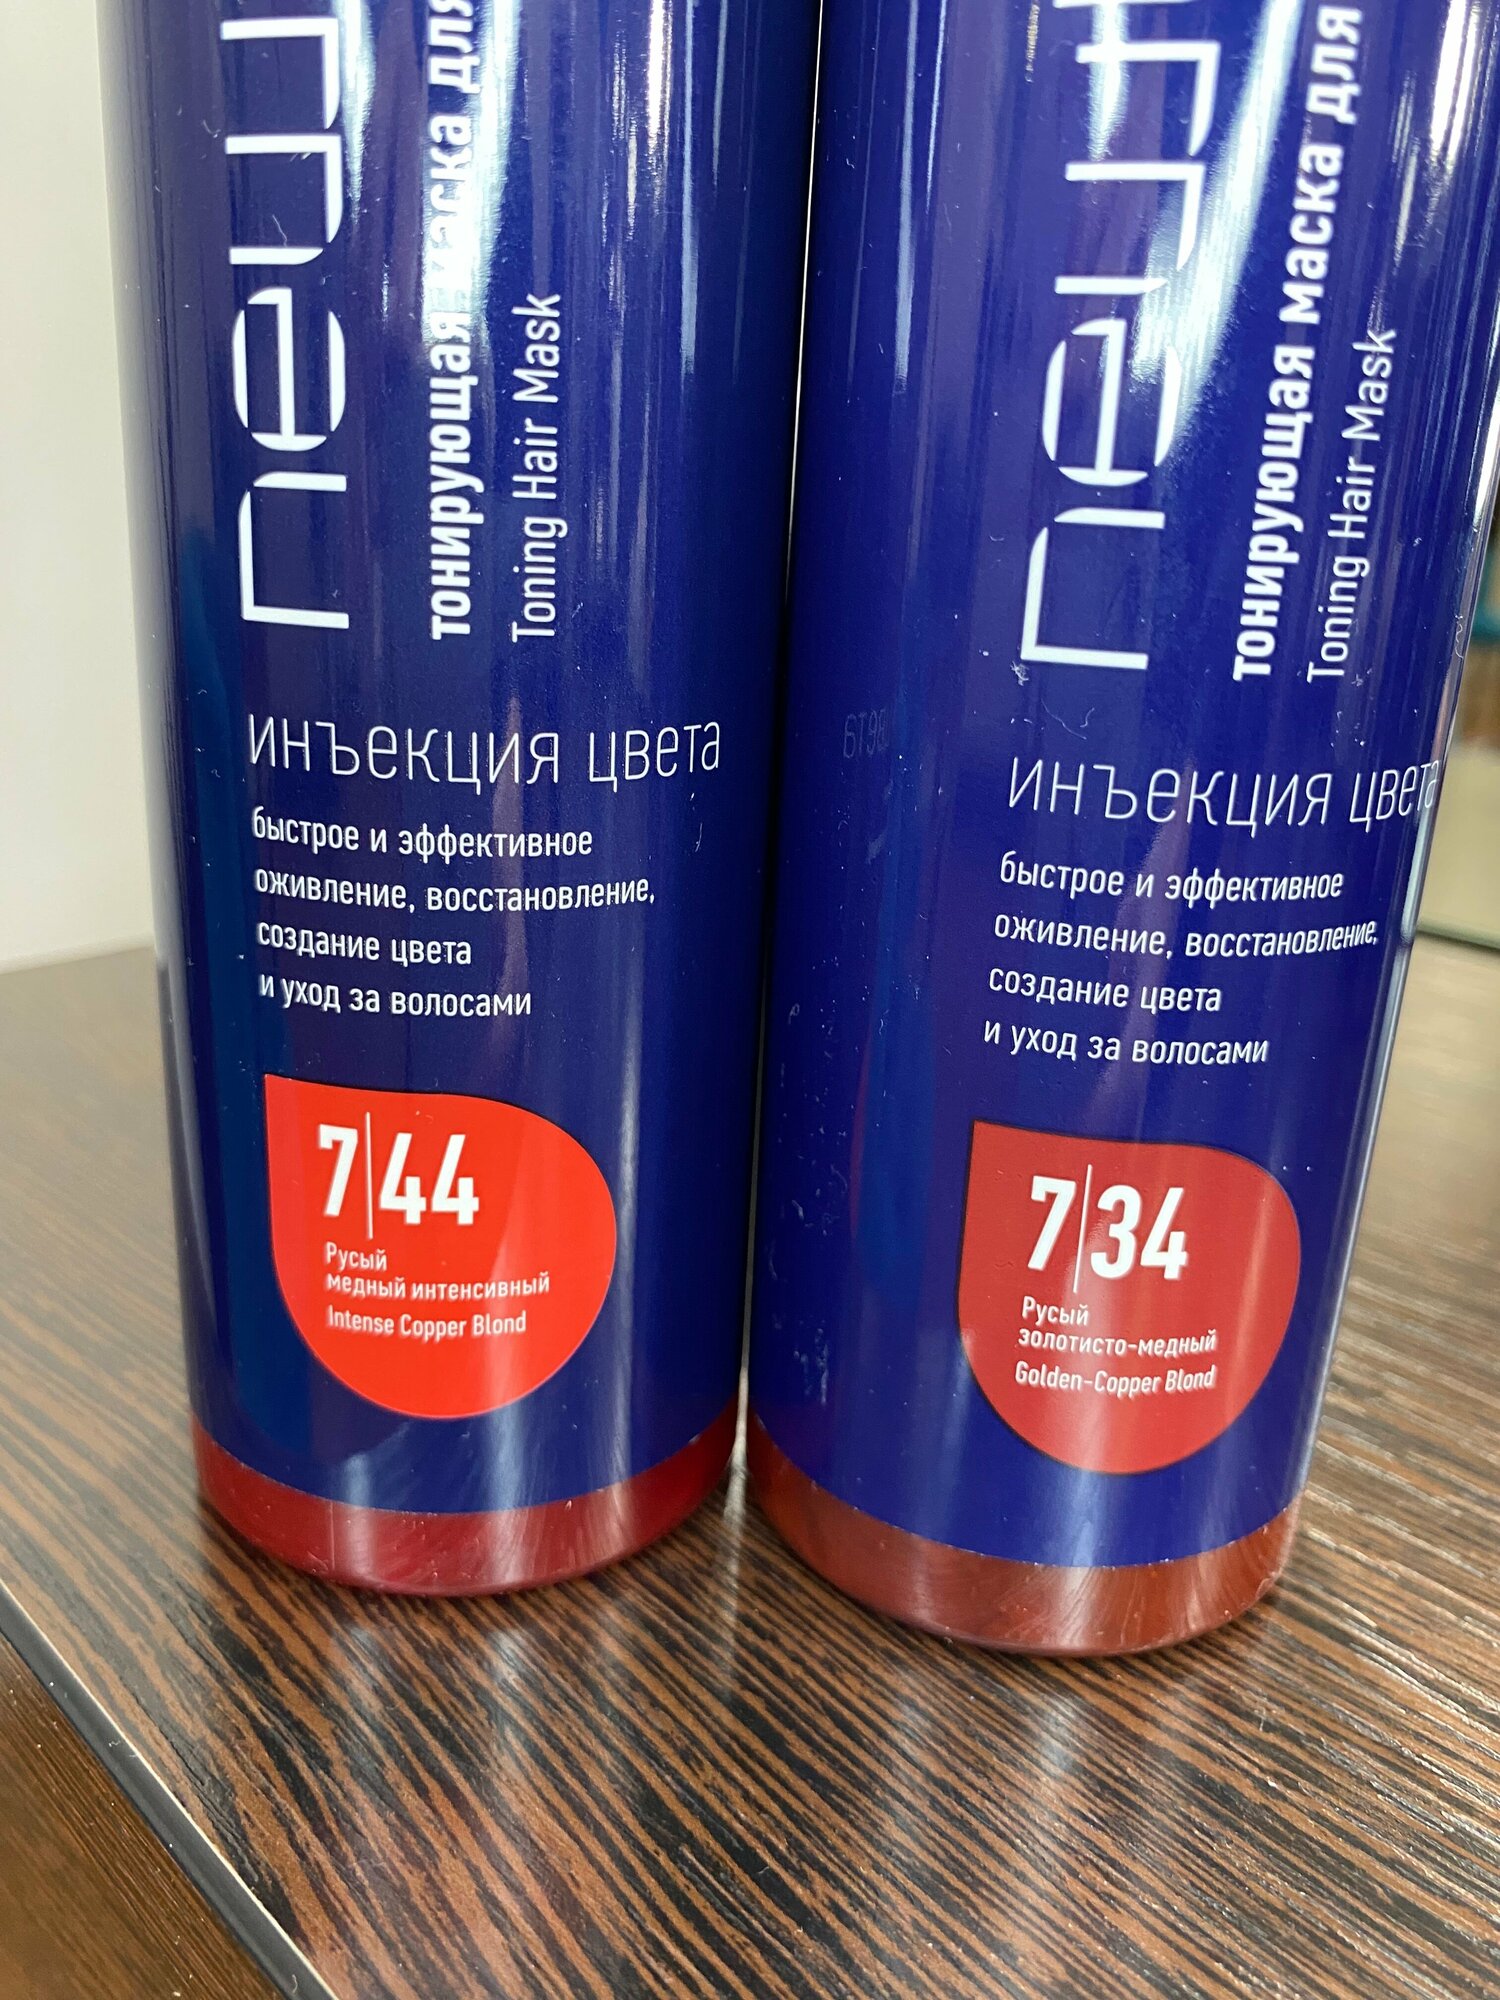 тонирующая маска для
Toning Hair Mask
инъекция цвета
быстрое и эффективное
оживление, восстановление,
создание цвета
и уход за волосами
7|44
Русый
медный интенсивный
Intense Copper Blond
тонирующая маска для
Toning Hair Mask
инъекция цвета
быстрое и эффективное
оживление, восстановление,
создание цвета
и уход за волосами
7|34
Русый
золотисто-медный
Golden-Copper Blond